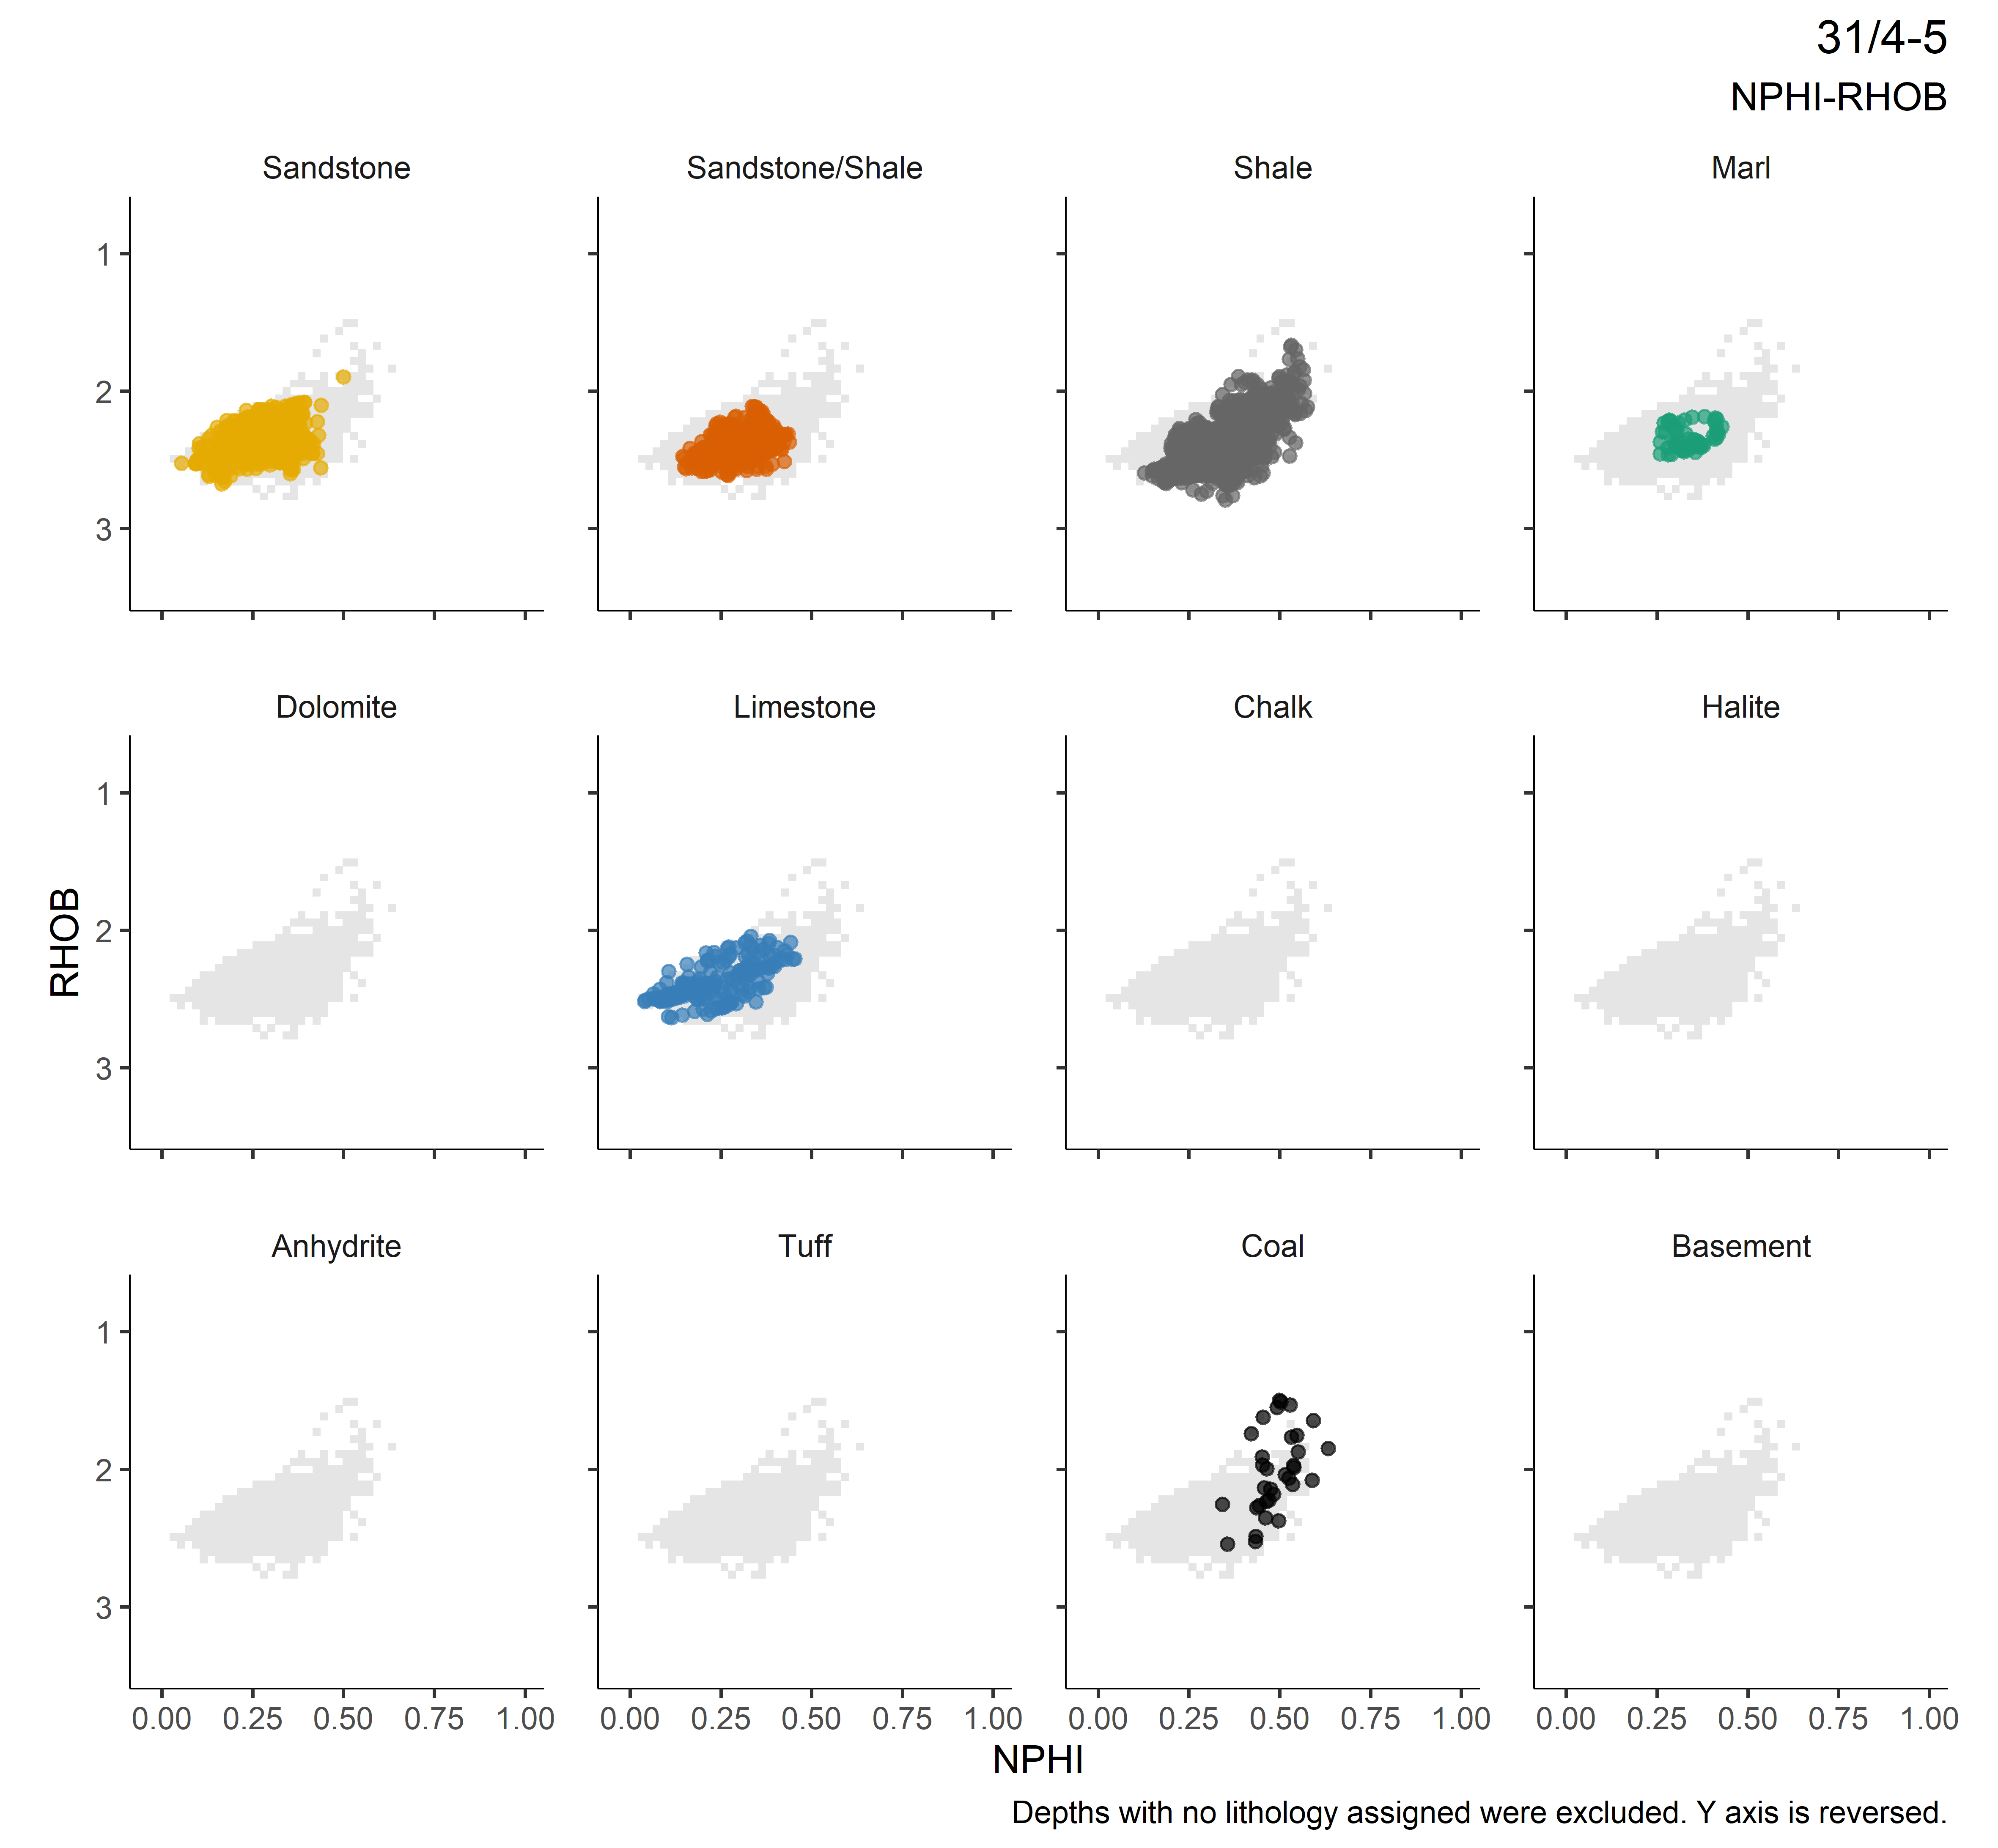 31/4-5
NPHI-RHOB
Sandstone
Sandstone/Shale
Shale
Marl
1
2
3
Dolomite
Limestone
Chalk
Halite
1
2
3
RHOB
Anhydrite
Tuff
Coal
Basement
1
2
3
0.00 0.25 0.50 0.75 1.00
0.00 0.25 0.50 0.75 1.00
0.00 0.25 0.50 0.75 1.00
0.00 0.25 0.50 0.75 1.00
NPHI
Depths with no lithology assigned were excluded. Y axis is reversed.